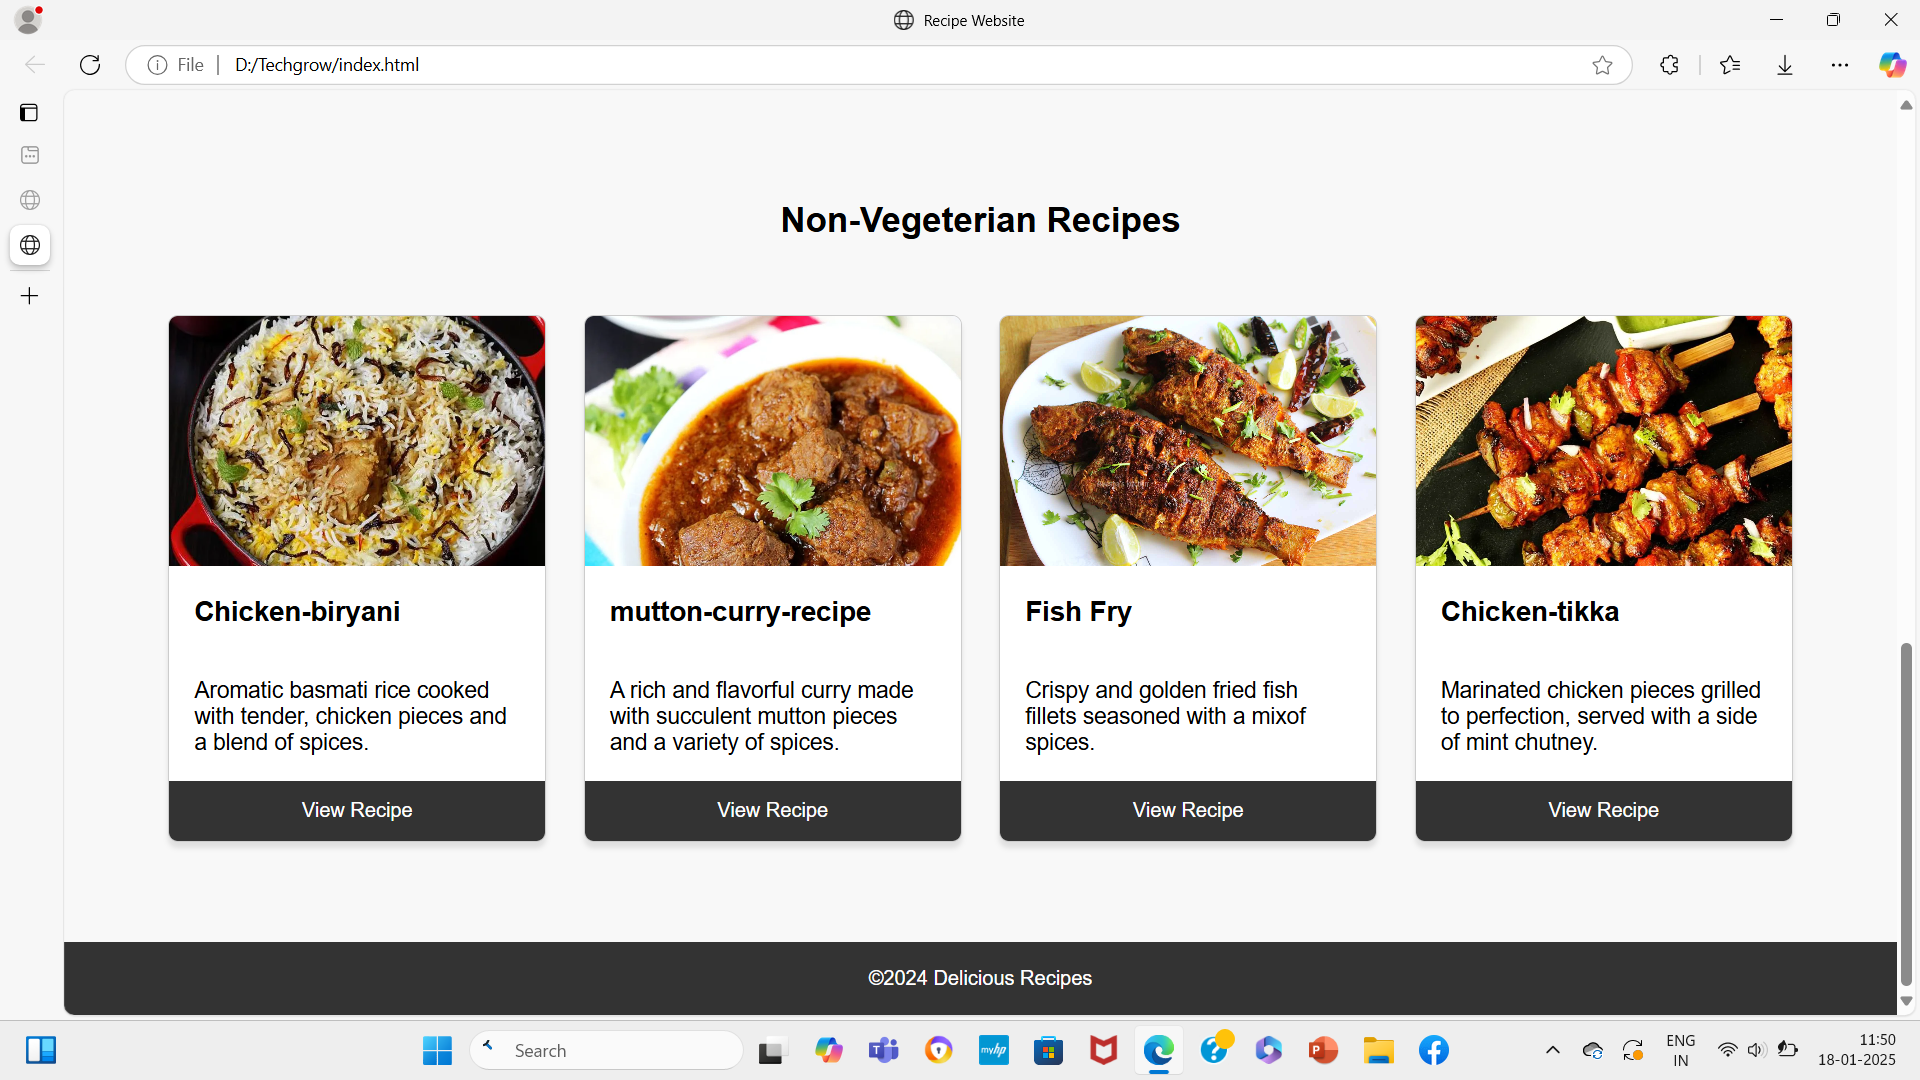 Recipe Website
File
D:/Techgrow/index.html
Non-Vegeterian Recipes
Chicken-biryani
Aromatic basmati rice cooked
with tender, chicken pieces and
a blend of spices.
View Recipe
mutton-curry-recipe
A rich and flavorful curry made
with succulent mutton pieces
and a variety of spices.
View Recipe
Fish Fry
Crispy and golden fried fish
fillets seasoned with a mixof
spices.
View Recipe
Chicken-tikka
Marinated chicken pieces grilled
to perfection, served with a side
of mint chutney.
View Recipe
©2024 Delicious Recipes
Search
myhp
ENG
IN
11:50
18-01-2025